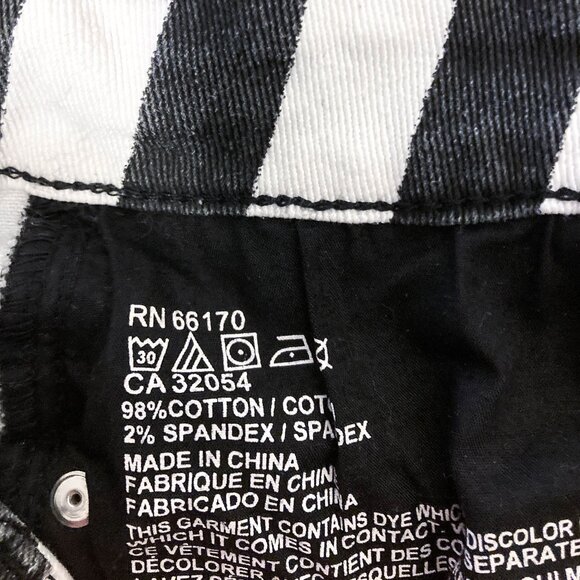 RN 66170
30
CA 32054
98%COTTON / COT
2% SPANDEX / SPANDEX
MADE IN CHINA
FABRIQUE EN CHINE
FABRICADO EN CHINA
THIS GARMENT CONTAINS DYE WHICH DISCOLOR
WHICH IT COMES IN CONTACT. SEPARATE
CE VÊTEMENT CONTIENT DES CO
DÉCOLORER